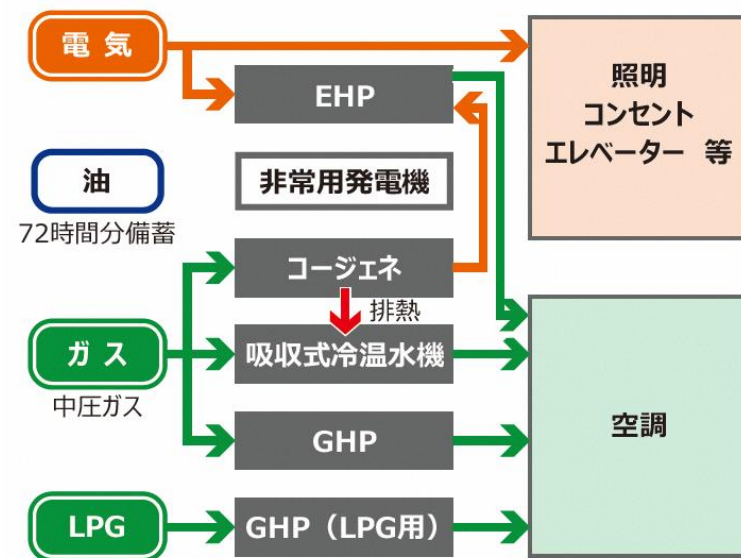 電気
EHP
照明
コンセント
エレベーター 等
油
72時間分備蓄
非常用発電機
コージェネ
排熱
ガス
中圧ガス
吸収式冷温水機
GHP
空調
LPG
GHP（LPG用）